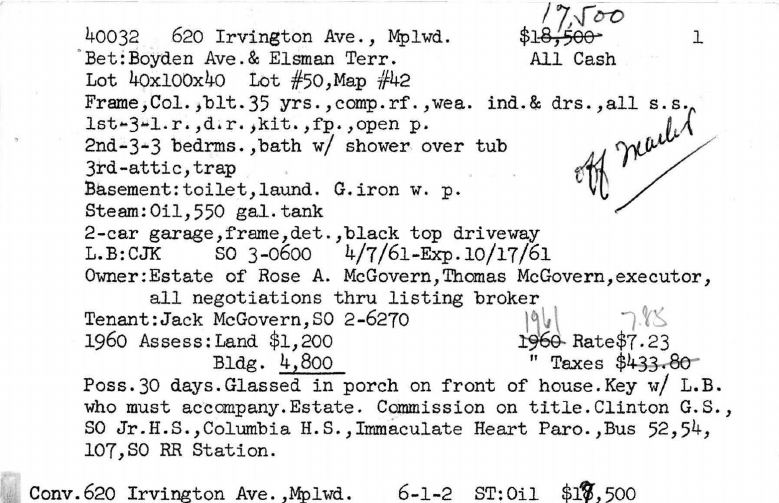 17,500
40032 620 Irvington Ave., Mplwd. $18,500 1
Bet:Boyden Ave.& Elsman Terr. All Cash
Lot 40x100x40 Lot #50,Map #42
Frame,Col.,blt.35 yrs.,comp.rf.,wea. ind.& drs.,all s.s.
1st-3-l.r.,d.r.,kit.,fp.,open p.
2nd-3-3 bedrms.,bath w/ shower over tub
off Market
3rd-attic,trap
Basement:toilet,laund. G.iron w. p.
Steam:Oil,550 gal.tank
2-car garage,frame,det.,black top driveway
L.B:CJK SO 3-0600 4/7/61-Exp.10/17/61
Owner:Estate of Rose A. McGovern,Thomas McGovern,executor,
all negotiations thru listing broker
Tenant:Jack McGovern,SO 2-6270 1961 7.85
1960 Assess:Land $1,200 1960 Rate$7.23
Bldg. 4,800 " Taxes $433.80
Poss.30 days.Glassed in porch on front of house.Key w/ L.B.
who must accompany.Estate. Commission on title.Clinton G.S.,
SO Jr.H.S.,Columbia H.S.,Immaculate Heart Paro.,Bus 52,54,
107,SO RR Station.
Conv.620 Irvington Ave.,Mplwd. 6-1-2 ST:Oil $17,500